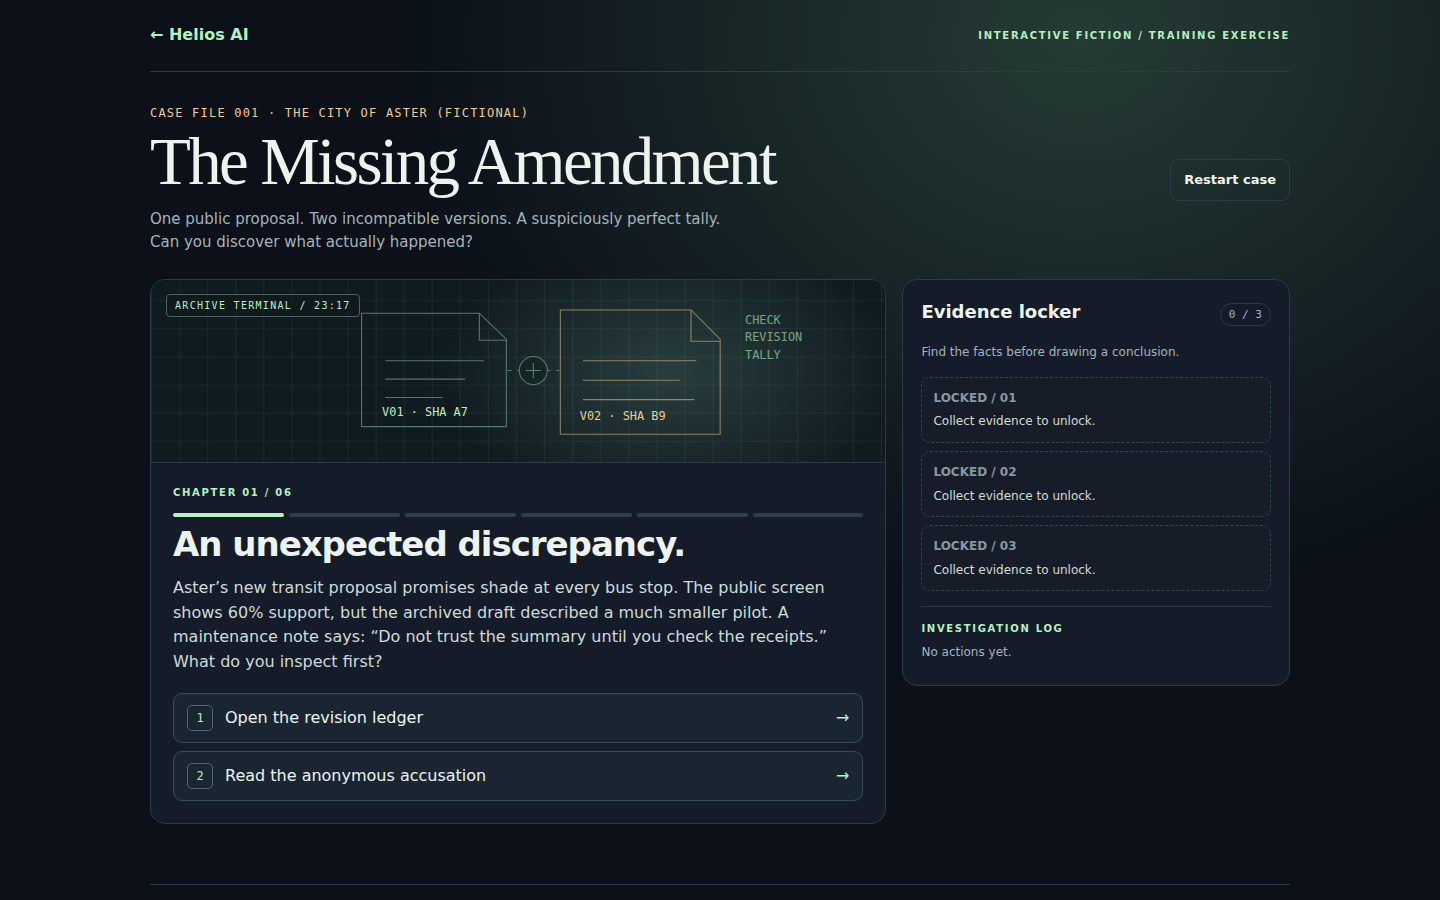 ← Helios AI
INTERACTIVE FICTION / TRAINING EXERCISE
CASE FILE 001 · THE CITY OF ASTER (FICTIONAL)
The Missing Amendment
Restart case
One public proposal. Two incompatible versions. A suspiciously perfect tally.
Can you discover what actually happened?
ARCHIVE TERMINAL / 23:17
V01 · SHA A7
V02 · SHA B9
CHECK
REVISION
TALLY
CHAPTER 01 / 06
An unexpected discrepancy.
Aster’s new transit proposal promises shade at every bus stop. The public screen
shows 60% support, but the archived draft described a much smaller pilot. A
maintenance note says: “Do not trust the summary until you check the receipts.”
What do you inspect first?
1 Open the revision ledger →
2 Read the anonymous accusation →
Evidence locker
0 / 3
Find the facts before drawing a conclusion.
LOCKED / 01
Collect evidence to unlock.
LOCKED / 02
Collect evidence to unlock.
LOCKED / 03
Collect evidence to unlock.
INVESTIGATION LOG
No actions yet.